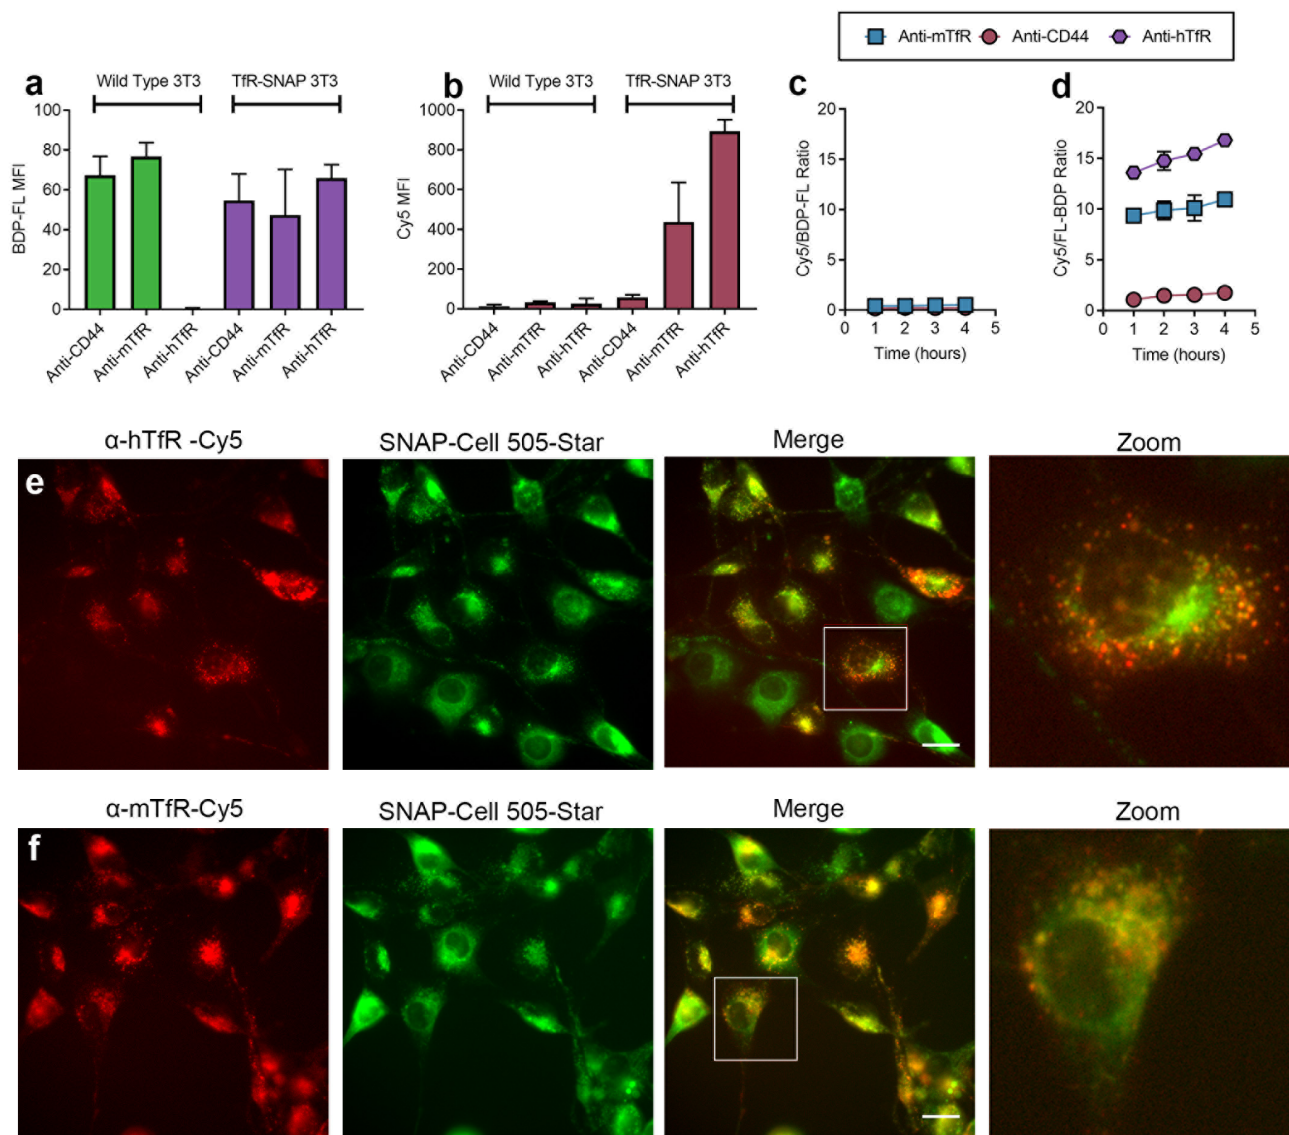 Anti-mTfR Anti-CD44 Anti-hTfR
a
Wild Type 3T3 TfR-SNAP 3T3
BDP-FL MFI
100
80
60
40
20
0
Anti-CD44
Anti-mTfR
Anti-hTfR
Anti-CD44
Anti-mTfR
Anti-hTfR
b
Wild Type 3T3 TfR-SNAP 3T3
Cy5 MFI
1000
800
600
400
200
0
Anti-CD44
Anti-mTfR
Anti-hTfR
Anti-CD44
Anti-mTfR
Anti-hTfR
c
Cy5/BDP-FL Ratio
20
15
10
5
0
0 1 2 3 4 5
Time (hours)
d
Cy5/FL-BDP Ratio
20
15
10
5
0
0 1 2 3 4 5
Time (hours)
α-hTfR -Cy5 SNAP-Cell 505-Star Merge Zoom
e
α-mTfR-Cy5 SNAP-Cell 505-Star Merge Zoom
f